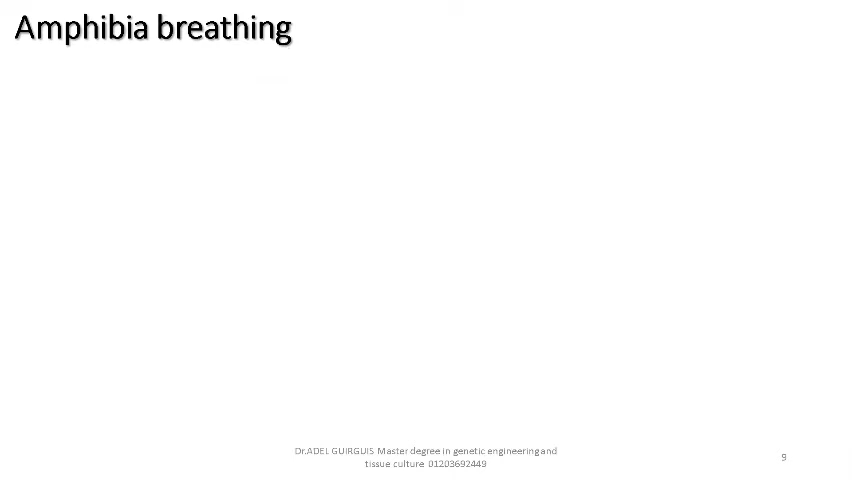 Amphibia breathing
Dr.ADEL GUIRGUIS Master degree in genetic engineering and
tissue culture 01203692449
9